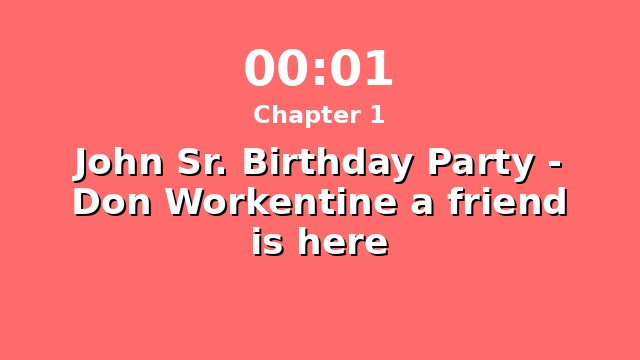 00:01
Chapter 1
John Sr. Birthday Party -
Don Workentine a friend
is here